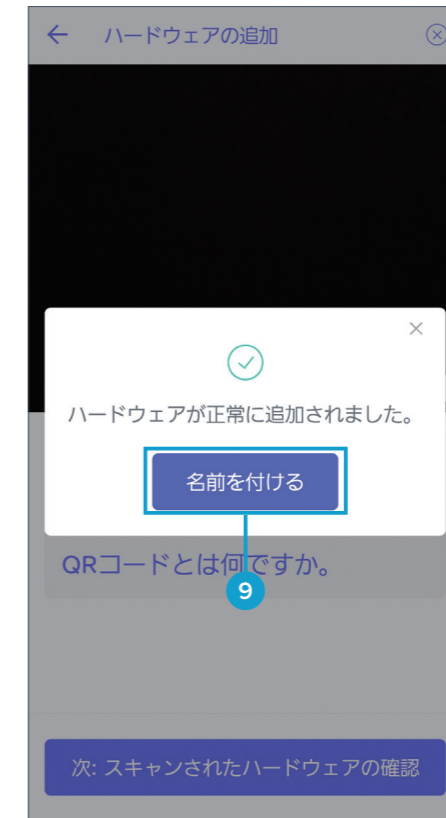 ハードウェアの追加
ハードウェアが正常に追加されました。
名前を付ける
QRコードとは何ですか。
9
次: スキャンされたハードウェアの確認